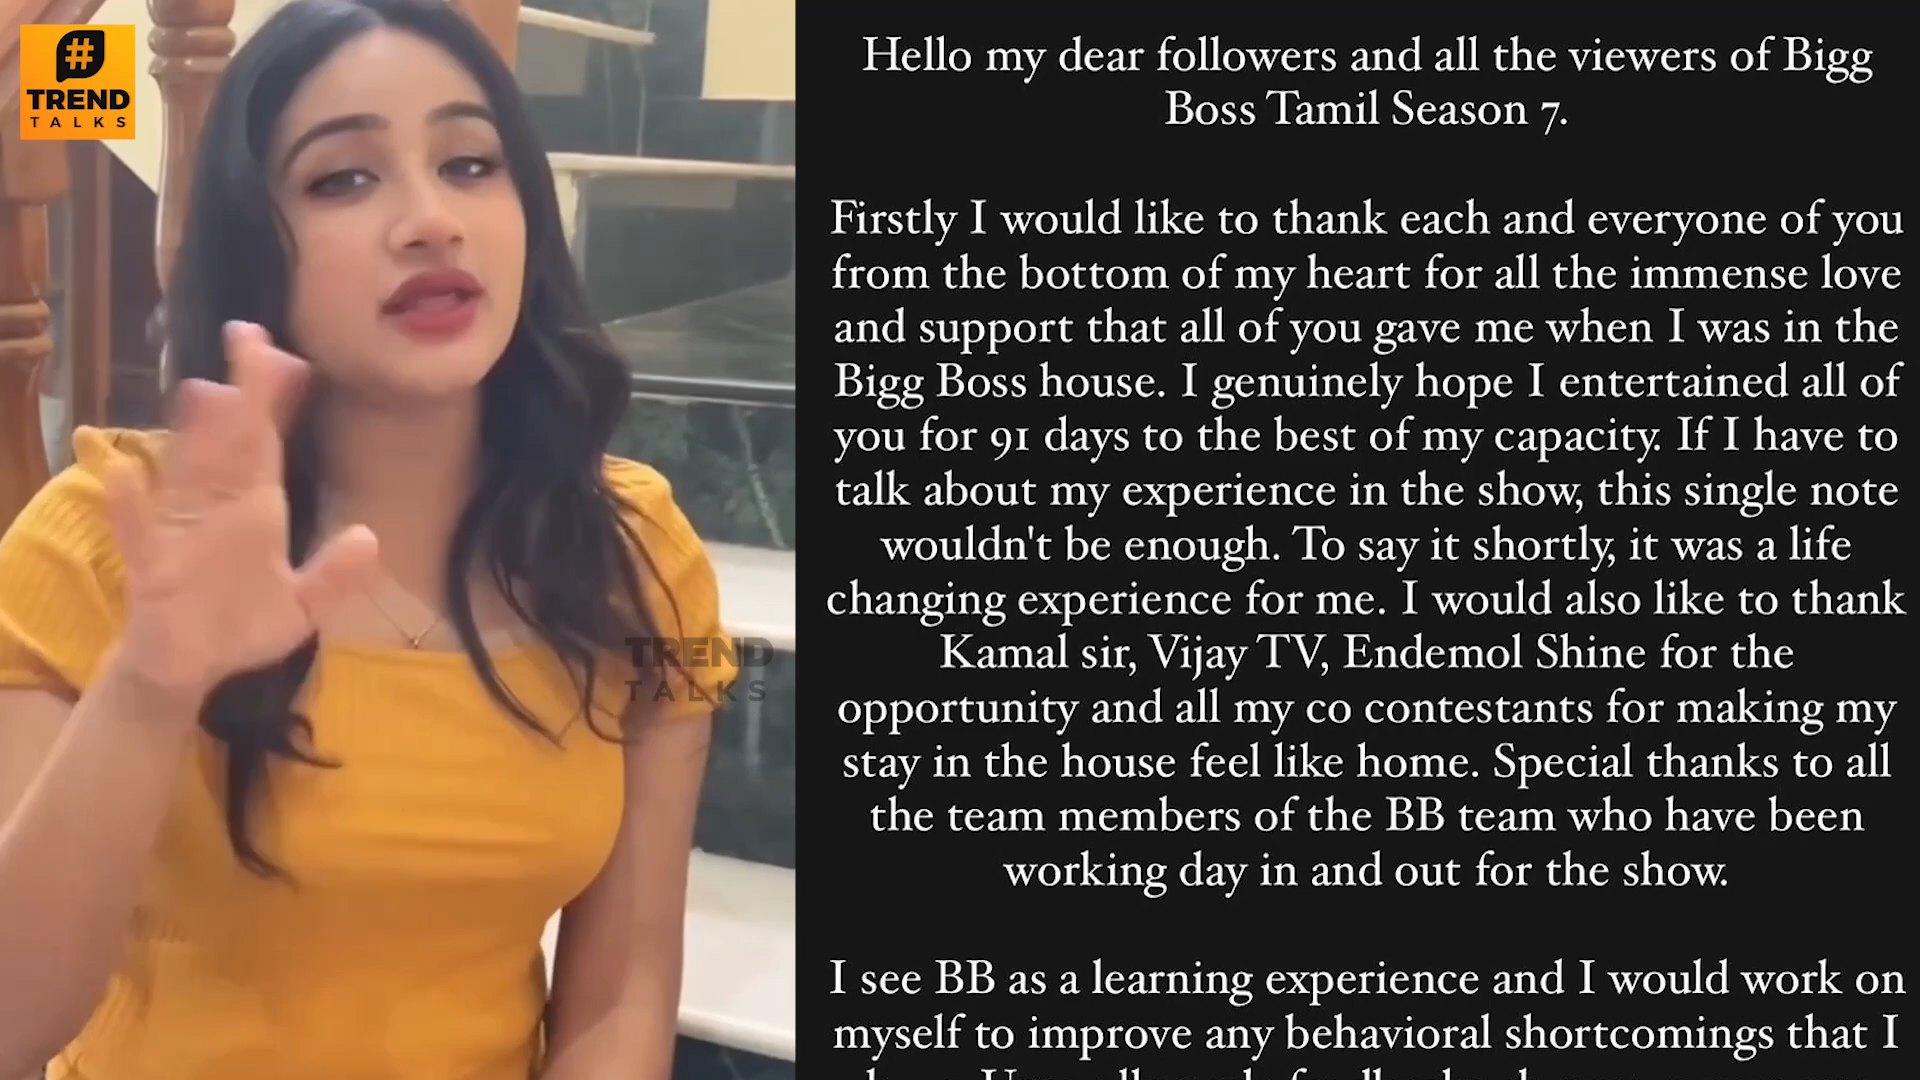 #
TREND
TALKS
Hello my dear followers and all the viewers of Bigg
Boss Tamil Season 7.
Firstly I would like to thank each and everyone of you
from the bottom of my heart for all the immense love
and support that all of you gave me when I was in the
Bigg Boss house. I genuinely hope I entertained all of
you for 91 days to the best of my capacity. If I have to
talk about my experience in the show, this single note
wouldn't be enough. To say it shortly, it was a life
changing experience for me. I would also like to thank
Kamal sir, Vijay TV, Endemol Shine for the
opportunity and all my co contestants for making my
stay in the house feel like home. Special thanks to all
the team members of the BB team who have been
working day in and out for the show.
I see BB as a learning experience and I would work on
myself to improve any behavioral shortcomings that I
TREND
TALKS